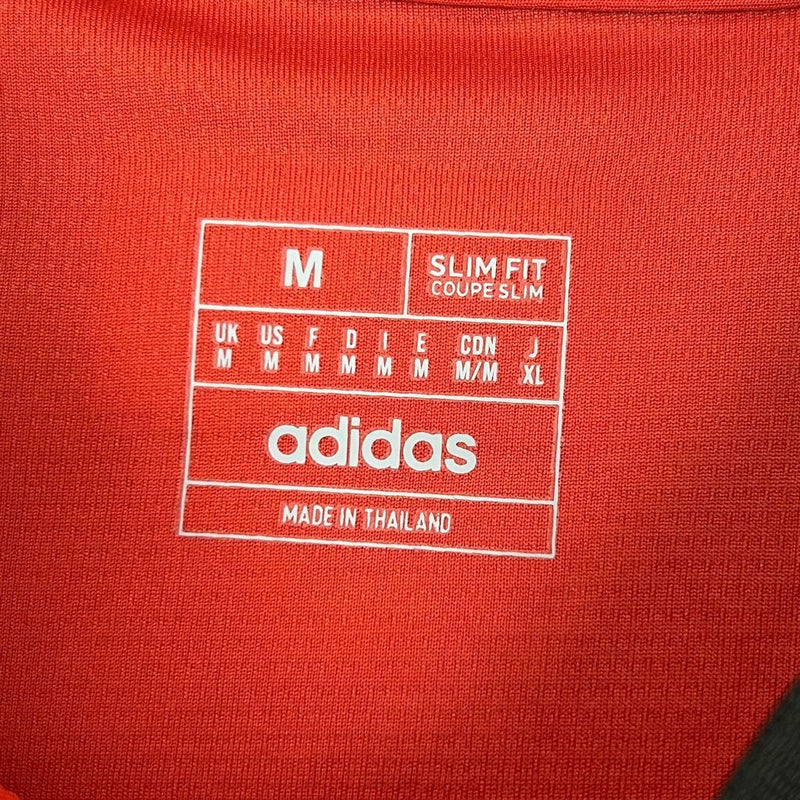 M
SLIM FIT
COUPE SLIM
UK US F D I E CDN J
M M M M M M M/M XL
adidas
MADE IN THAILAND